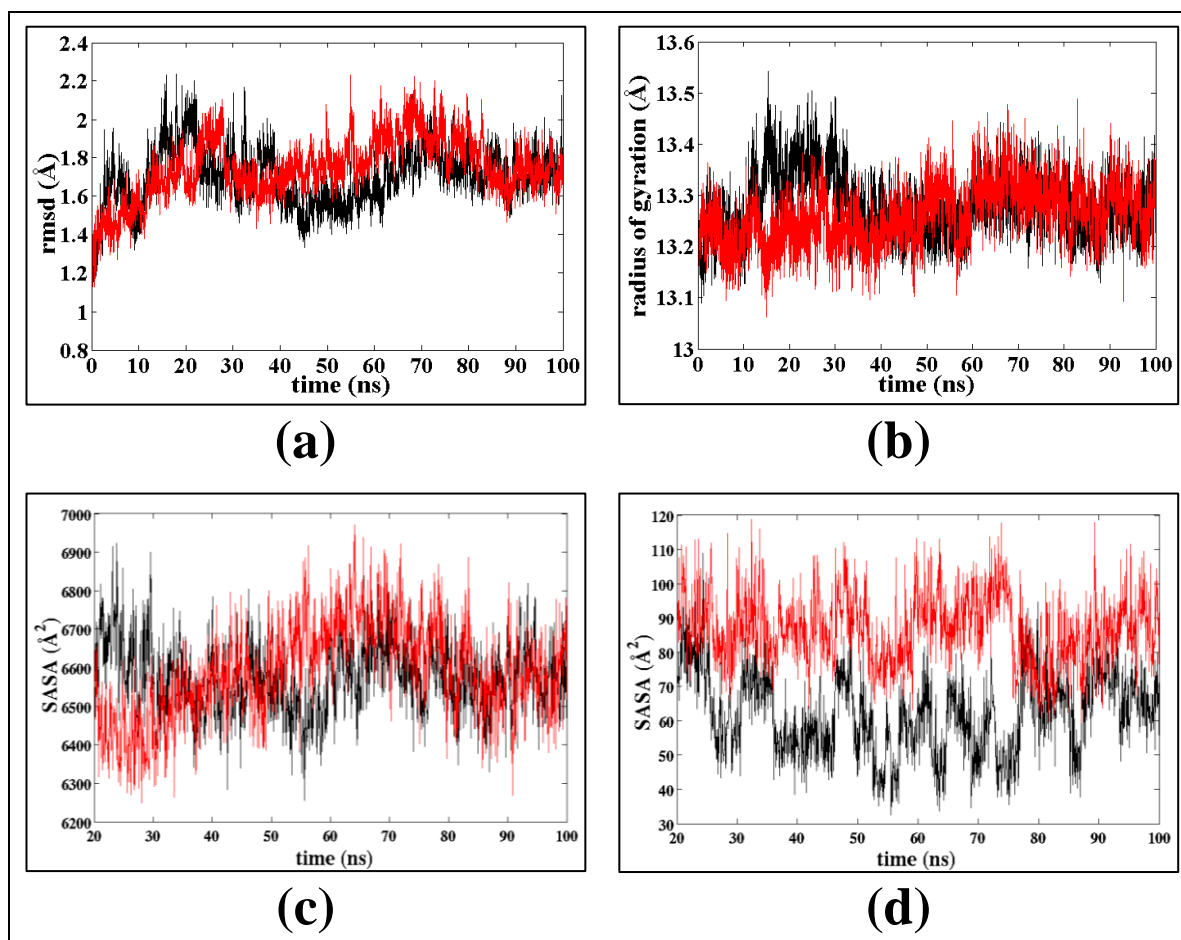 2.4
2.2
2
1.8
1.6
1.4
1.2
1
0.8
rmsd (Å)
0 10 20 30 40 50 60 70 80 90 100
time (ns)
(a)
13.6
13.5
13.4
13.3
13.2
13.1
13
radius of gyration (Å)
0 10 20 30 40 50 60 70 80 90 100
time (ns)
(b)
7000
6900
6800
6700
6600
6500
6400
6300
6200
SASA (Å²)
20 30 40 50 60 70 80 90 100
time (ns)
(c)
120
110
100
90
80
70
60
50
40
30
SASA (Å²)
20 30 40 50 60 70 80 90 100
time (ns)
(d)